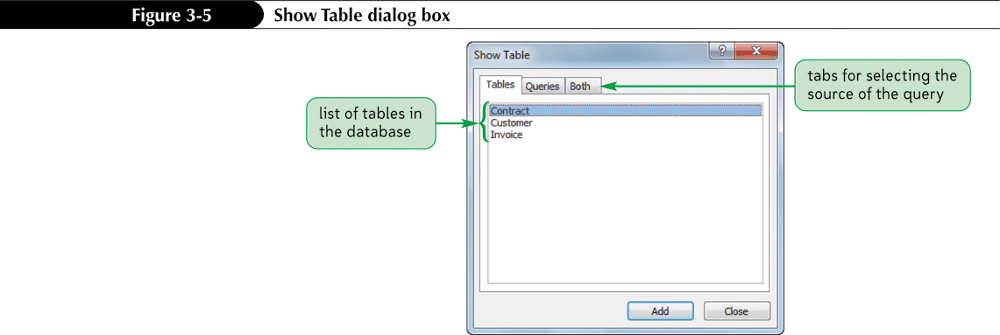 Figure 3-5 Show Table dialog box
Show Table
Tables Queries Both
tabs for selecting the
source of the query
list of tables in
the database
Contract
Customer
Invoice
Add Close